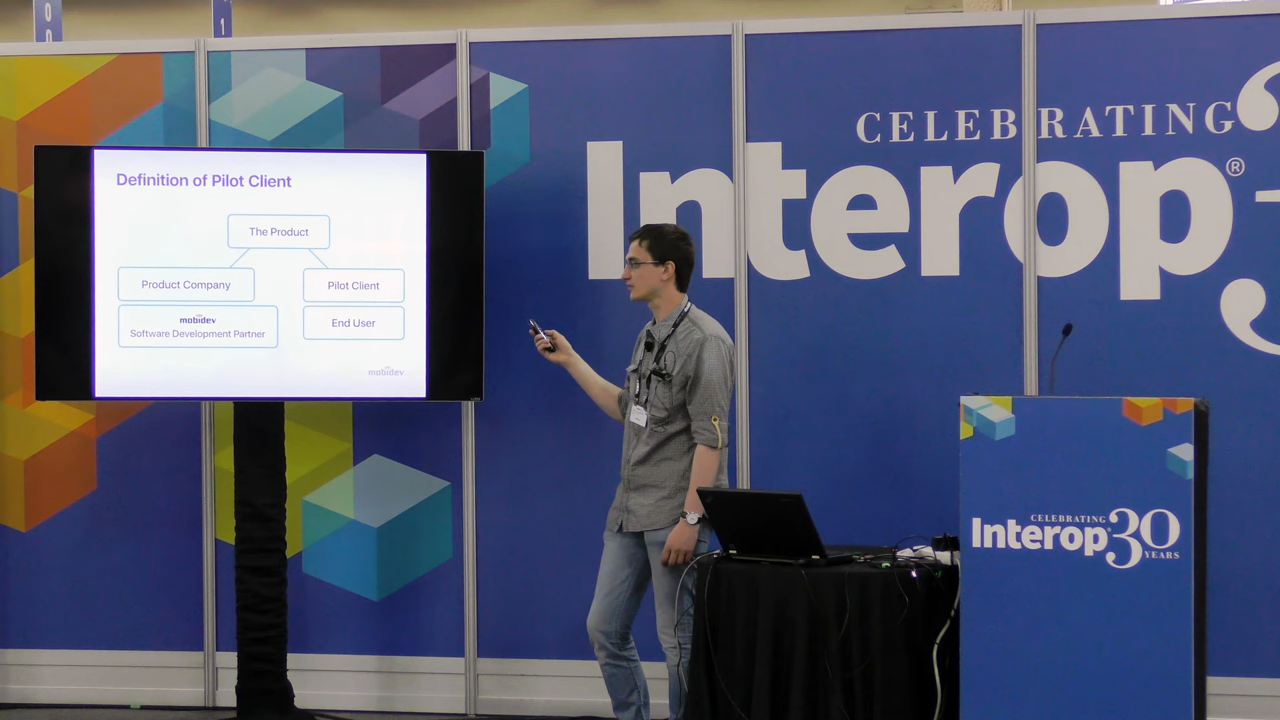 Definition of Pilot Client
The Product
Product Company
Pilot Client
mobidev
Software Development Partner
End User
mobidev
CELEBRATING
Interop®
CELEBRATING
Interop 30
YEARS